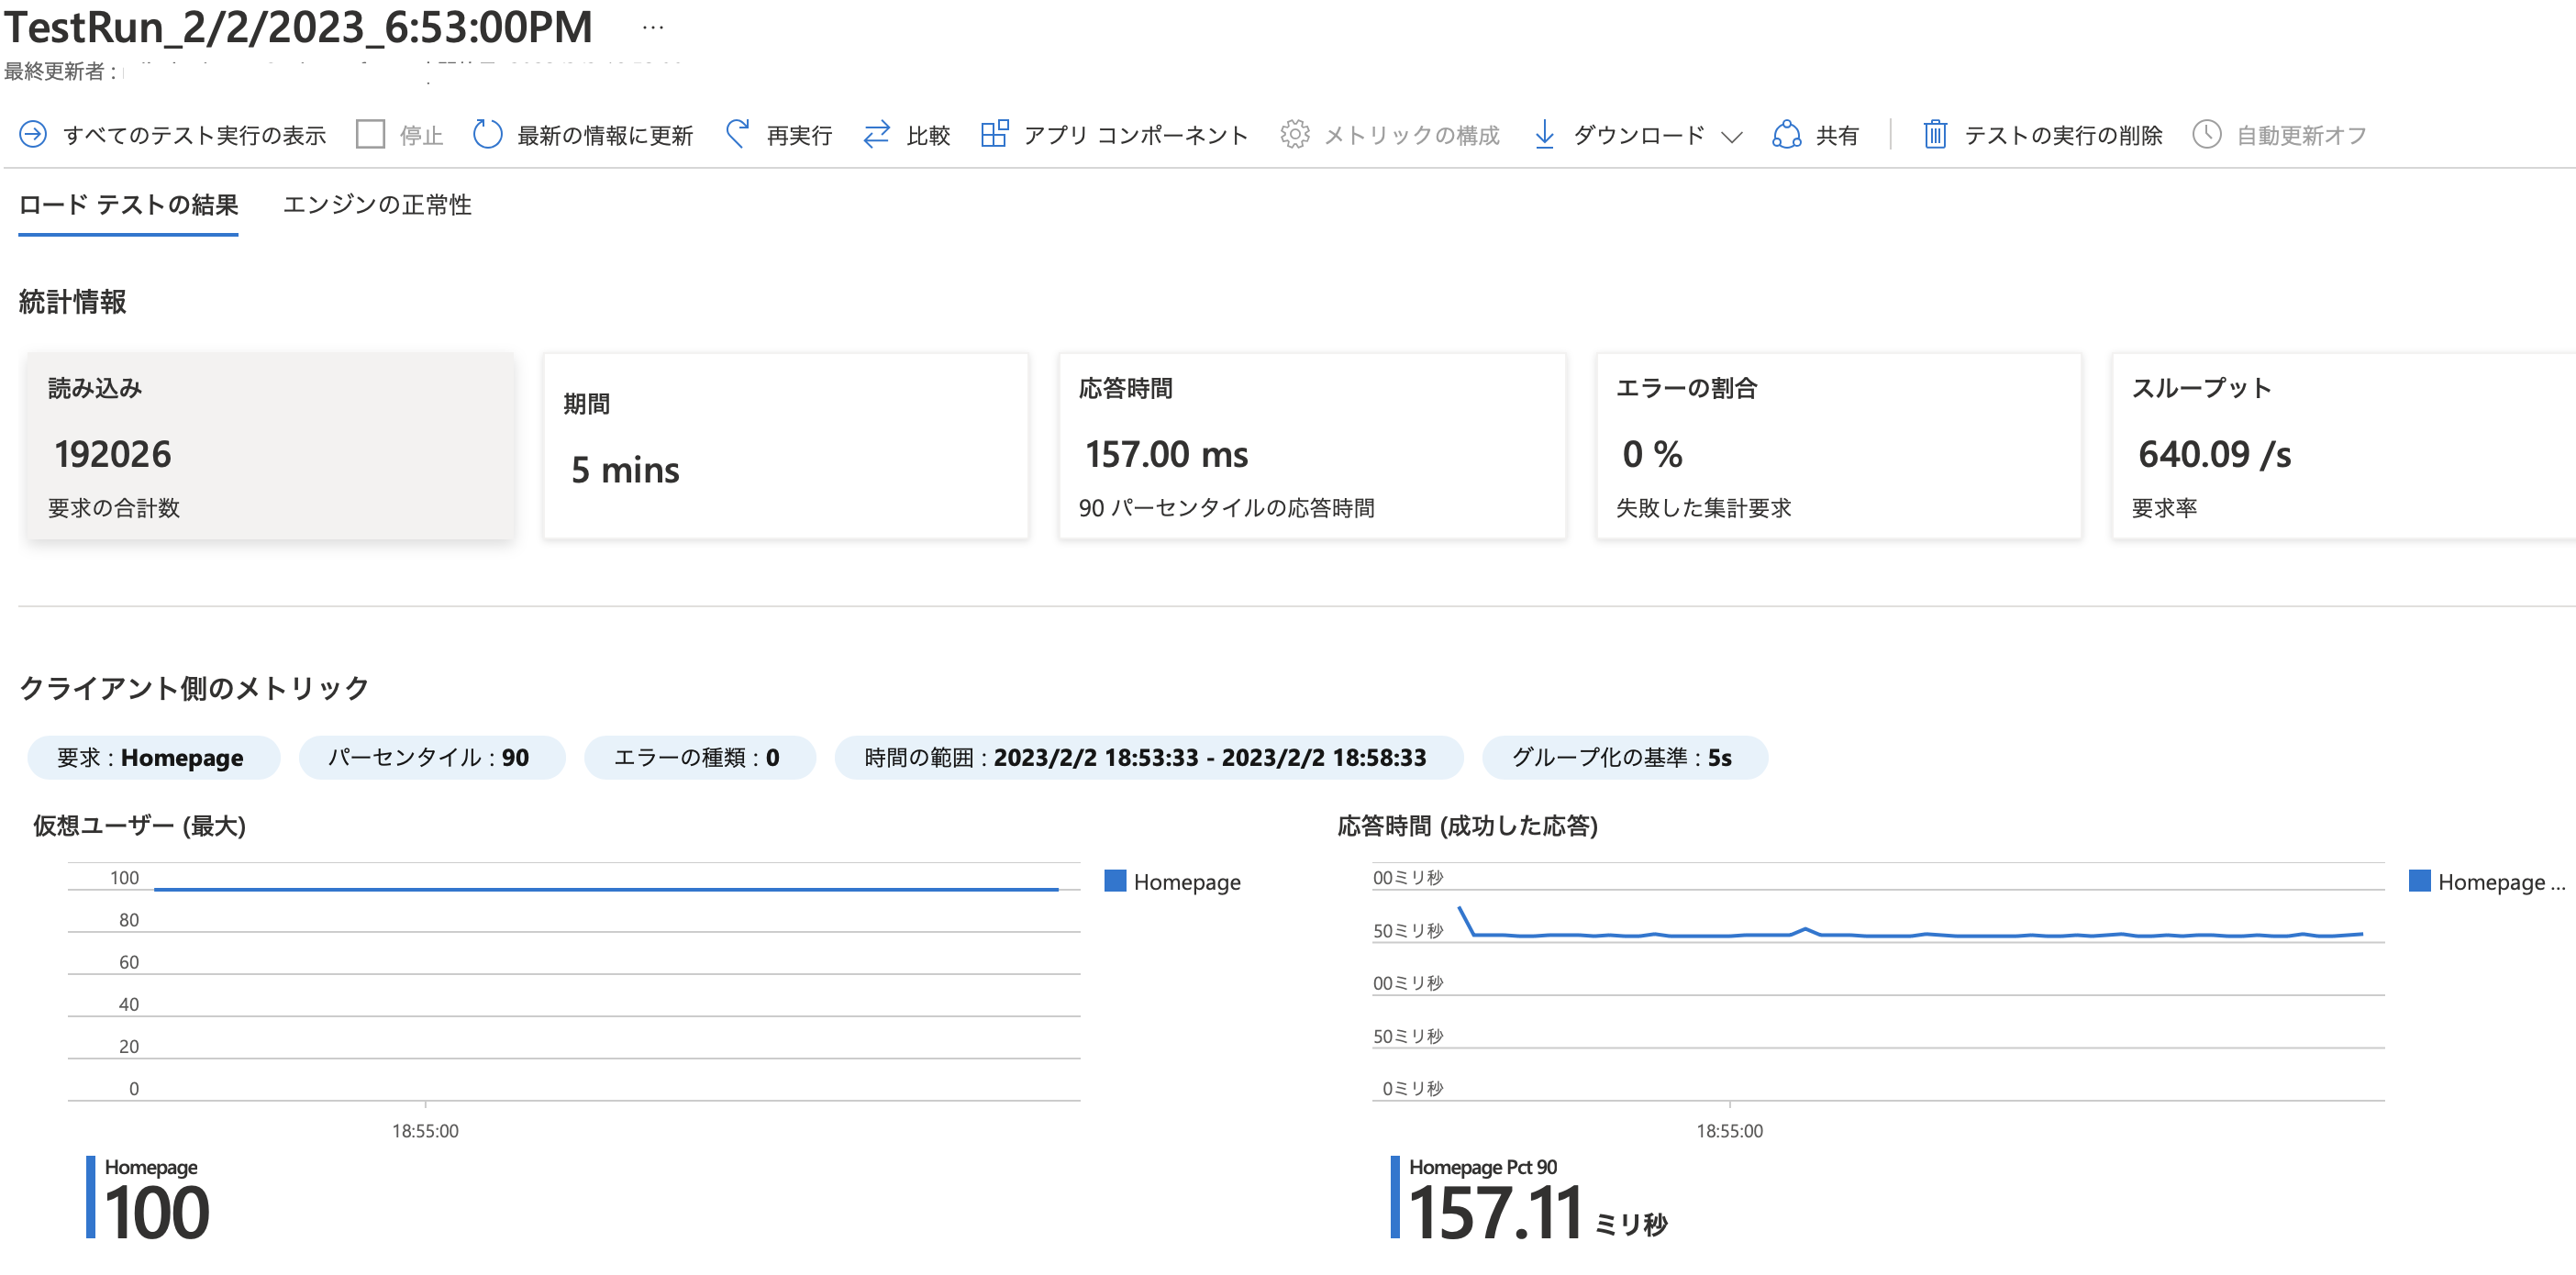 TestRun_2/2/2023_6:53:00PM ...
最終更新者 :
すべてのテスト実行の表示 停止 最新の情報に更新 再実行 比較 アプリ コンポーネント メトリックの構成 ダウンロード 共有 テストの実行の削除 自動更新オフ
ロード テストの結果 エンジンの正常性
統計情報
読み込み
192026
要求の合計数
期間
5 mins
応答時間
157.00 ms
90 パーセンタイルの応答時間
エラーの割合
0 %
失敗した集計要求
スループット
640.09 /s
要求率
クライアント側のメトリック
要求 : Homepage パーセンタイル : 90 エラーの種類 : 0 時間の範囲 : 2023/2/2 18:53:33 - 2023/2/2 18:58:33 グループ化の基準 : 5s
仮想ユーザー (最大)
100
80
60
40
20
0
18:55:00
Homepage
Homepage
100
応答時間 (成功した応答)
00ミリ秒
50ミリ秒
00ミリ秒
50ミリ秒
0ミリ秒
18:55:00
Homepage ...
Homepage Pct 90
157.11 ミリ秒